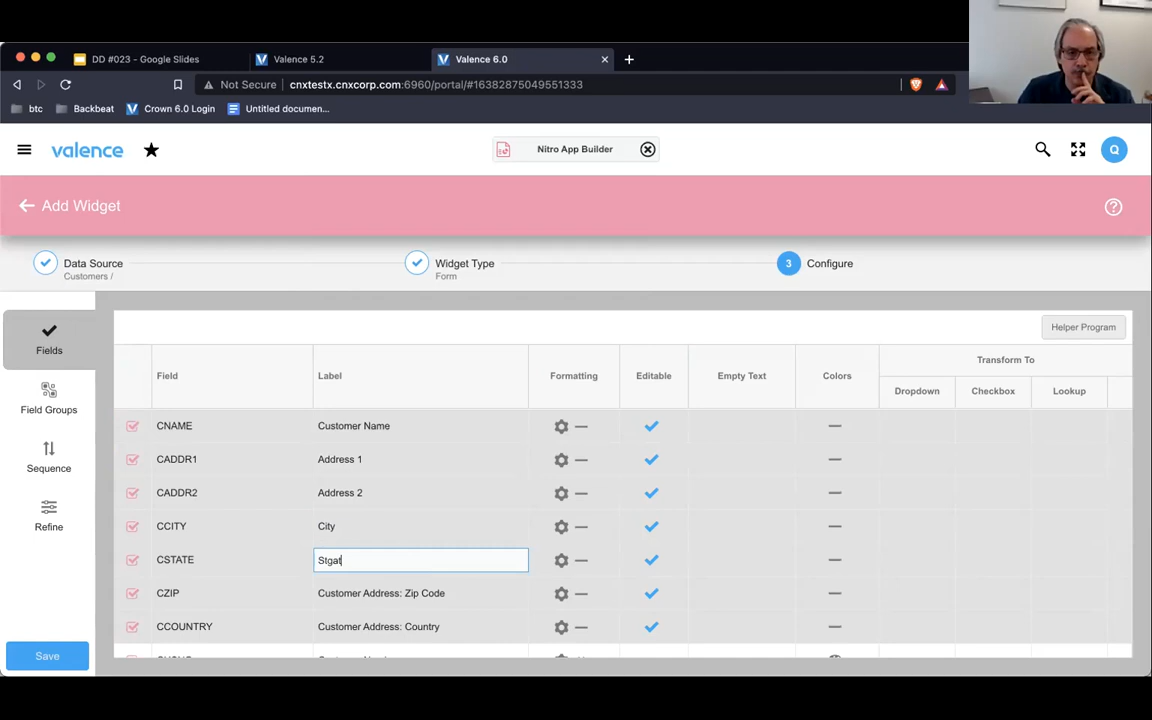 DD #023 - Google Slides
Valence 5.2
Valence 6.0
Not Secure
cnxtestx.cnxcorp.com:6960/portal/#16382875049551333
btc
Backbeat
Crown 6.0 Login
Untitled documen...
valence
Nitro App Builder
Q
Add Widget
Data Source
Customers /
Widget Type
Form
3
Configure
Fields
Field Groups
Sequence
Refine
Save
Helper Program
Field
Label
Formatting
Editable
Empty Text
Colors
Transform To
Dropdown
Checkbox
Lookup
CNAME
Customer Name
CADDR1
Address 1
CADDR2
Address 2
CCITY
City
CSTATE
Stgat
CZIP
Customer Address: Zip Code
CCOUNTRY
Customer Address: Country